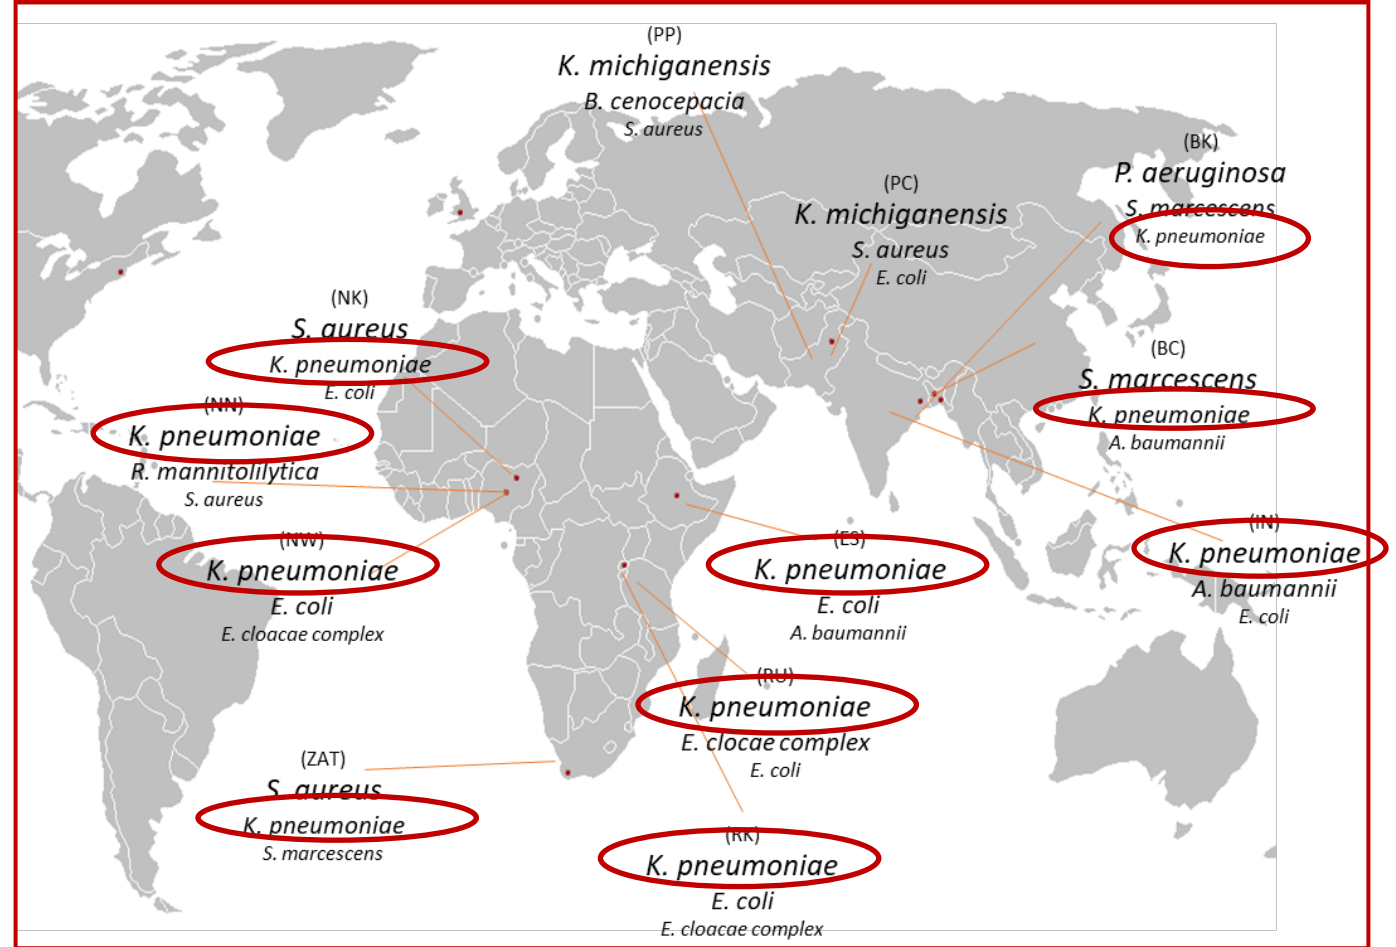 (PP)
K. michiganensis
B. cenocepacia
S. aureus
(BK)
P. aeruginosa
S. marcescens
K. pneumoniae
(PC)
K. michiganensis
S. aureus
E. coli
(NK)
S. aureus
K. pneumoniae
E. coli
(BC)
S. marcescens
K. pneumoniae
A. baumannii
(NN)
K. pneumoniae
R. mannitolilytica
S. aureus
(NW)
K. pneumoniae
E. coli
E. cloacae complex
(ES)
K. pneumoniae
E. coli
A. baumannii
(IN)
K. pneumoniae
A. baumannii
E. coli
(RU)
K. pneumoniae
E. clocae complex
E. coli
(ZAT)
S. aureus
K. pneumoniae
S. marcescens
(RK)
K. pneumoniae
E. coli
E. cloacae complex